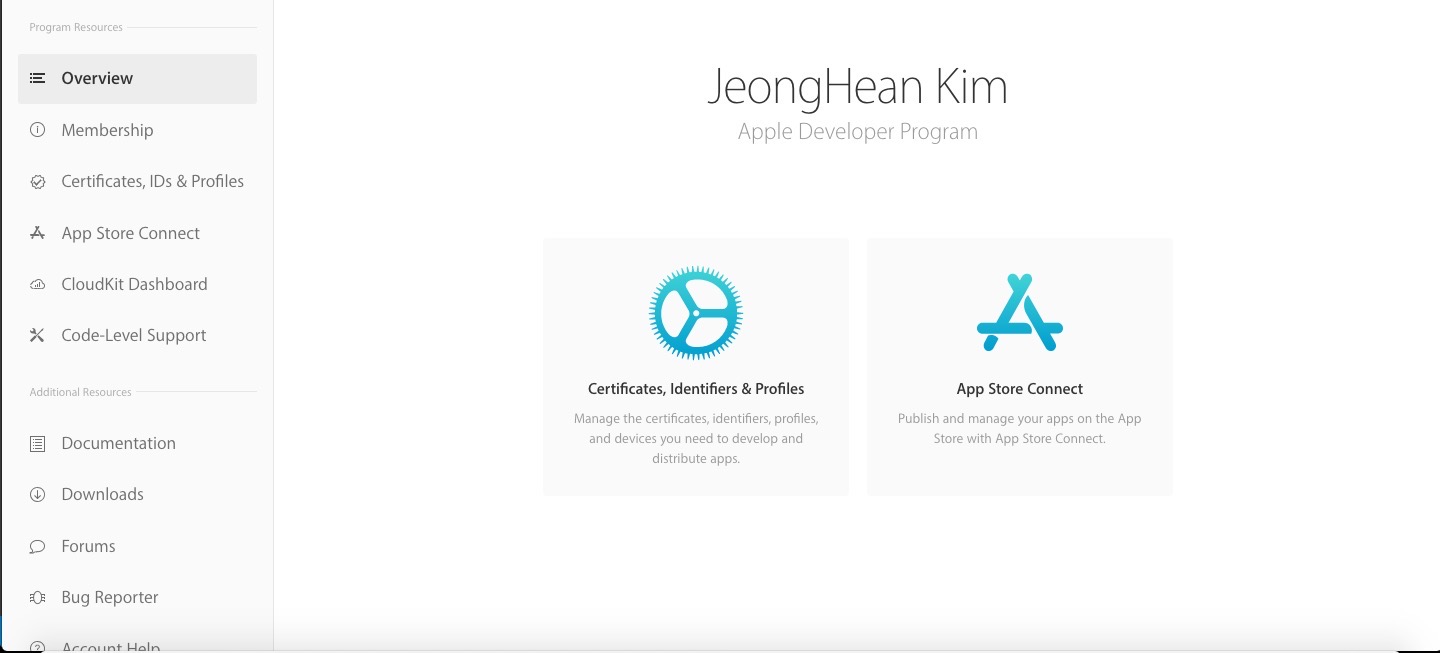 Program Resources
Overview
Membership
Certificates, IDs & Profiles
App Store Connect
CloudKit Dashboard
Code-Level Support
Additional Resources
Documentation
Downloads
Forums
Bug Reporter
Account Help
JeongHean Kim
Apple Developer Program
Certificates, Identifiers & Profiles
Manage the certificates, identifiers, profiles,
and devices you need to develop and
distribute apps.
App Store Connect
Publish and manage your apps on the App
Store with App Store Connect.